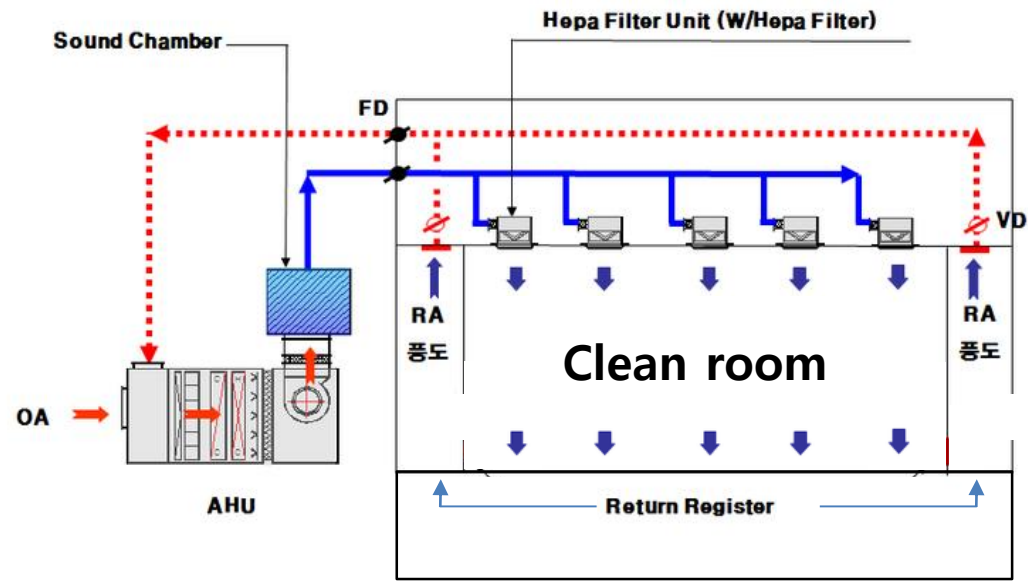 Hepa Filter Unit (W/Hepa Filter)
Sound Chamber
FD
VD
RA
풍도
RA
풍도
Clean room
OA
AHU
Return Register